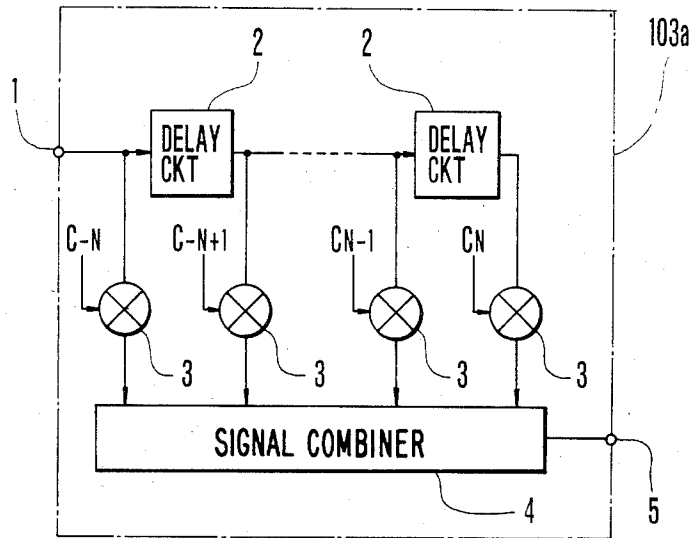 103a
2
2
1
DELAY
CKT
DELAY
CKT
C-N
C-N+1
CN-1
CN
3
3
3
3
SIGNAL COMBINER
4
5